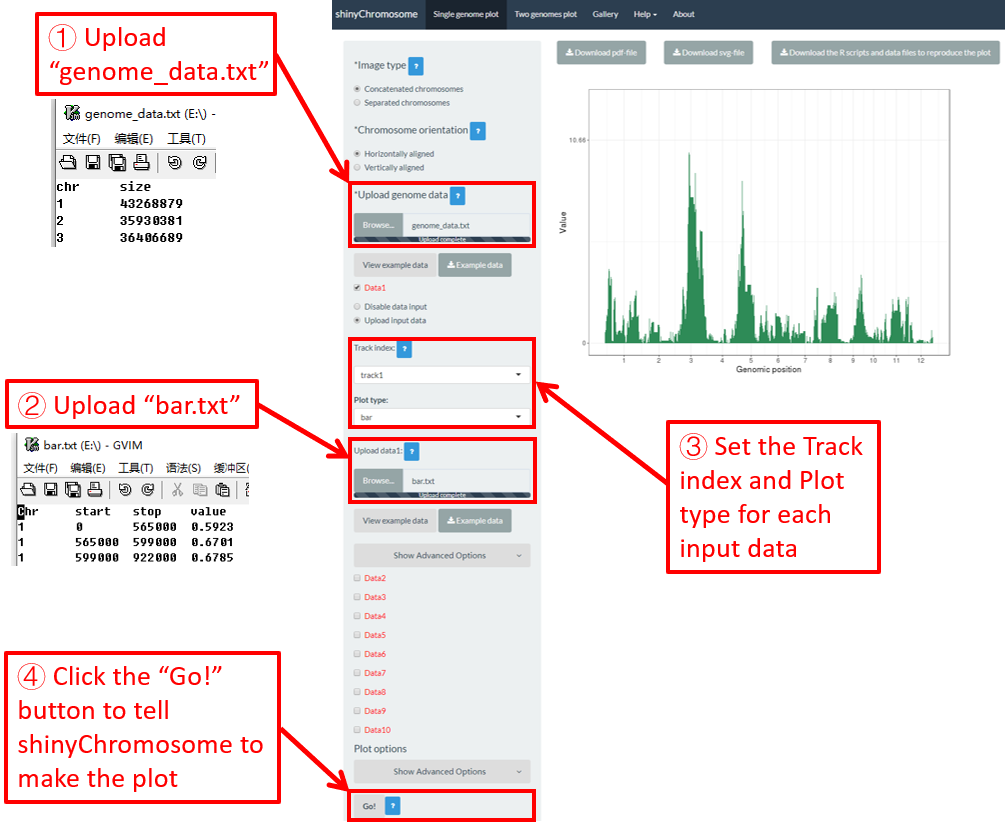 ① Upload
“genome_data.txt”
genome_data.txt (E:\) -
文件(F) 编辑(E) 工具(T)
chr size
1 43268879
2 35930381
3 36406689
② Upload “bar.txt”
bar.txt (E:\) - GVIM
文件(F) 编辑(E) 工具(T) 语法(S) 缓冲区(
Chr start stop value
1 0 565000 0.5923
1 565000 599000 0.6701
1 599000 922000 0.6785
④ Click the “Go!”
button to tell
shinyChromosome to
make the plot
shinyChromosome Single genome plot Two genomes plot Gallery Help About
*Image type ?
Concatenated chromosomes
Separated chromosomes
*Chromosome orientation ?
Horizontally aligned
Vertically aligned
*Upload genome data ?
Browse... genome_data.txt
Upload complete
View example data Example data
Data1
Disable data input
Upload input data
Track index: ?
track1
Plot type:
bar
Upload data1: ?
Browse... bar.txt
Upload complete
View example data Example data
Show Advanced Options
Data2
Data3
Data4
Data5
Data6
Data7
Data8
Data9
Data10
Plot options
Show Advanced Options
Go! ?
Download pdf-file Download svg-file Download the R scripts and data files to reproduce the plot
10.66
Value
0
1 2 3 4 5 6 7 8 9 10 11 12
Genomic position
③ Set the Track
index and Plot
type for each
input data